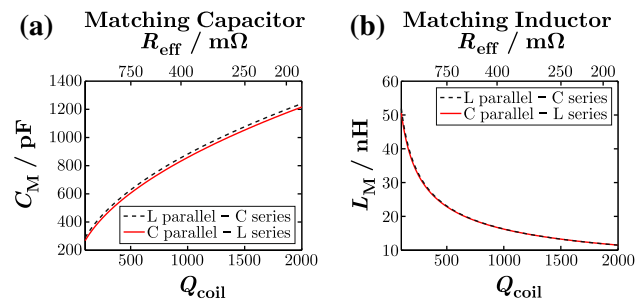 (a) Matching Capacitor
R_eff / mΩ
750 400 250 200
1400
1200
1000
800
600
400
200
C_M / pF
L parallel – C series
C parallel – L series
500 1000 1500 2000
Q_coil
(b) Matching Inductor
R_eff / mΩ
750 400 250 200
60
50
40
30
20
10
L_M / nH
L parallel – C series
C parallel – L series
500 1000 1500 2000
Q_coil